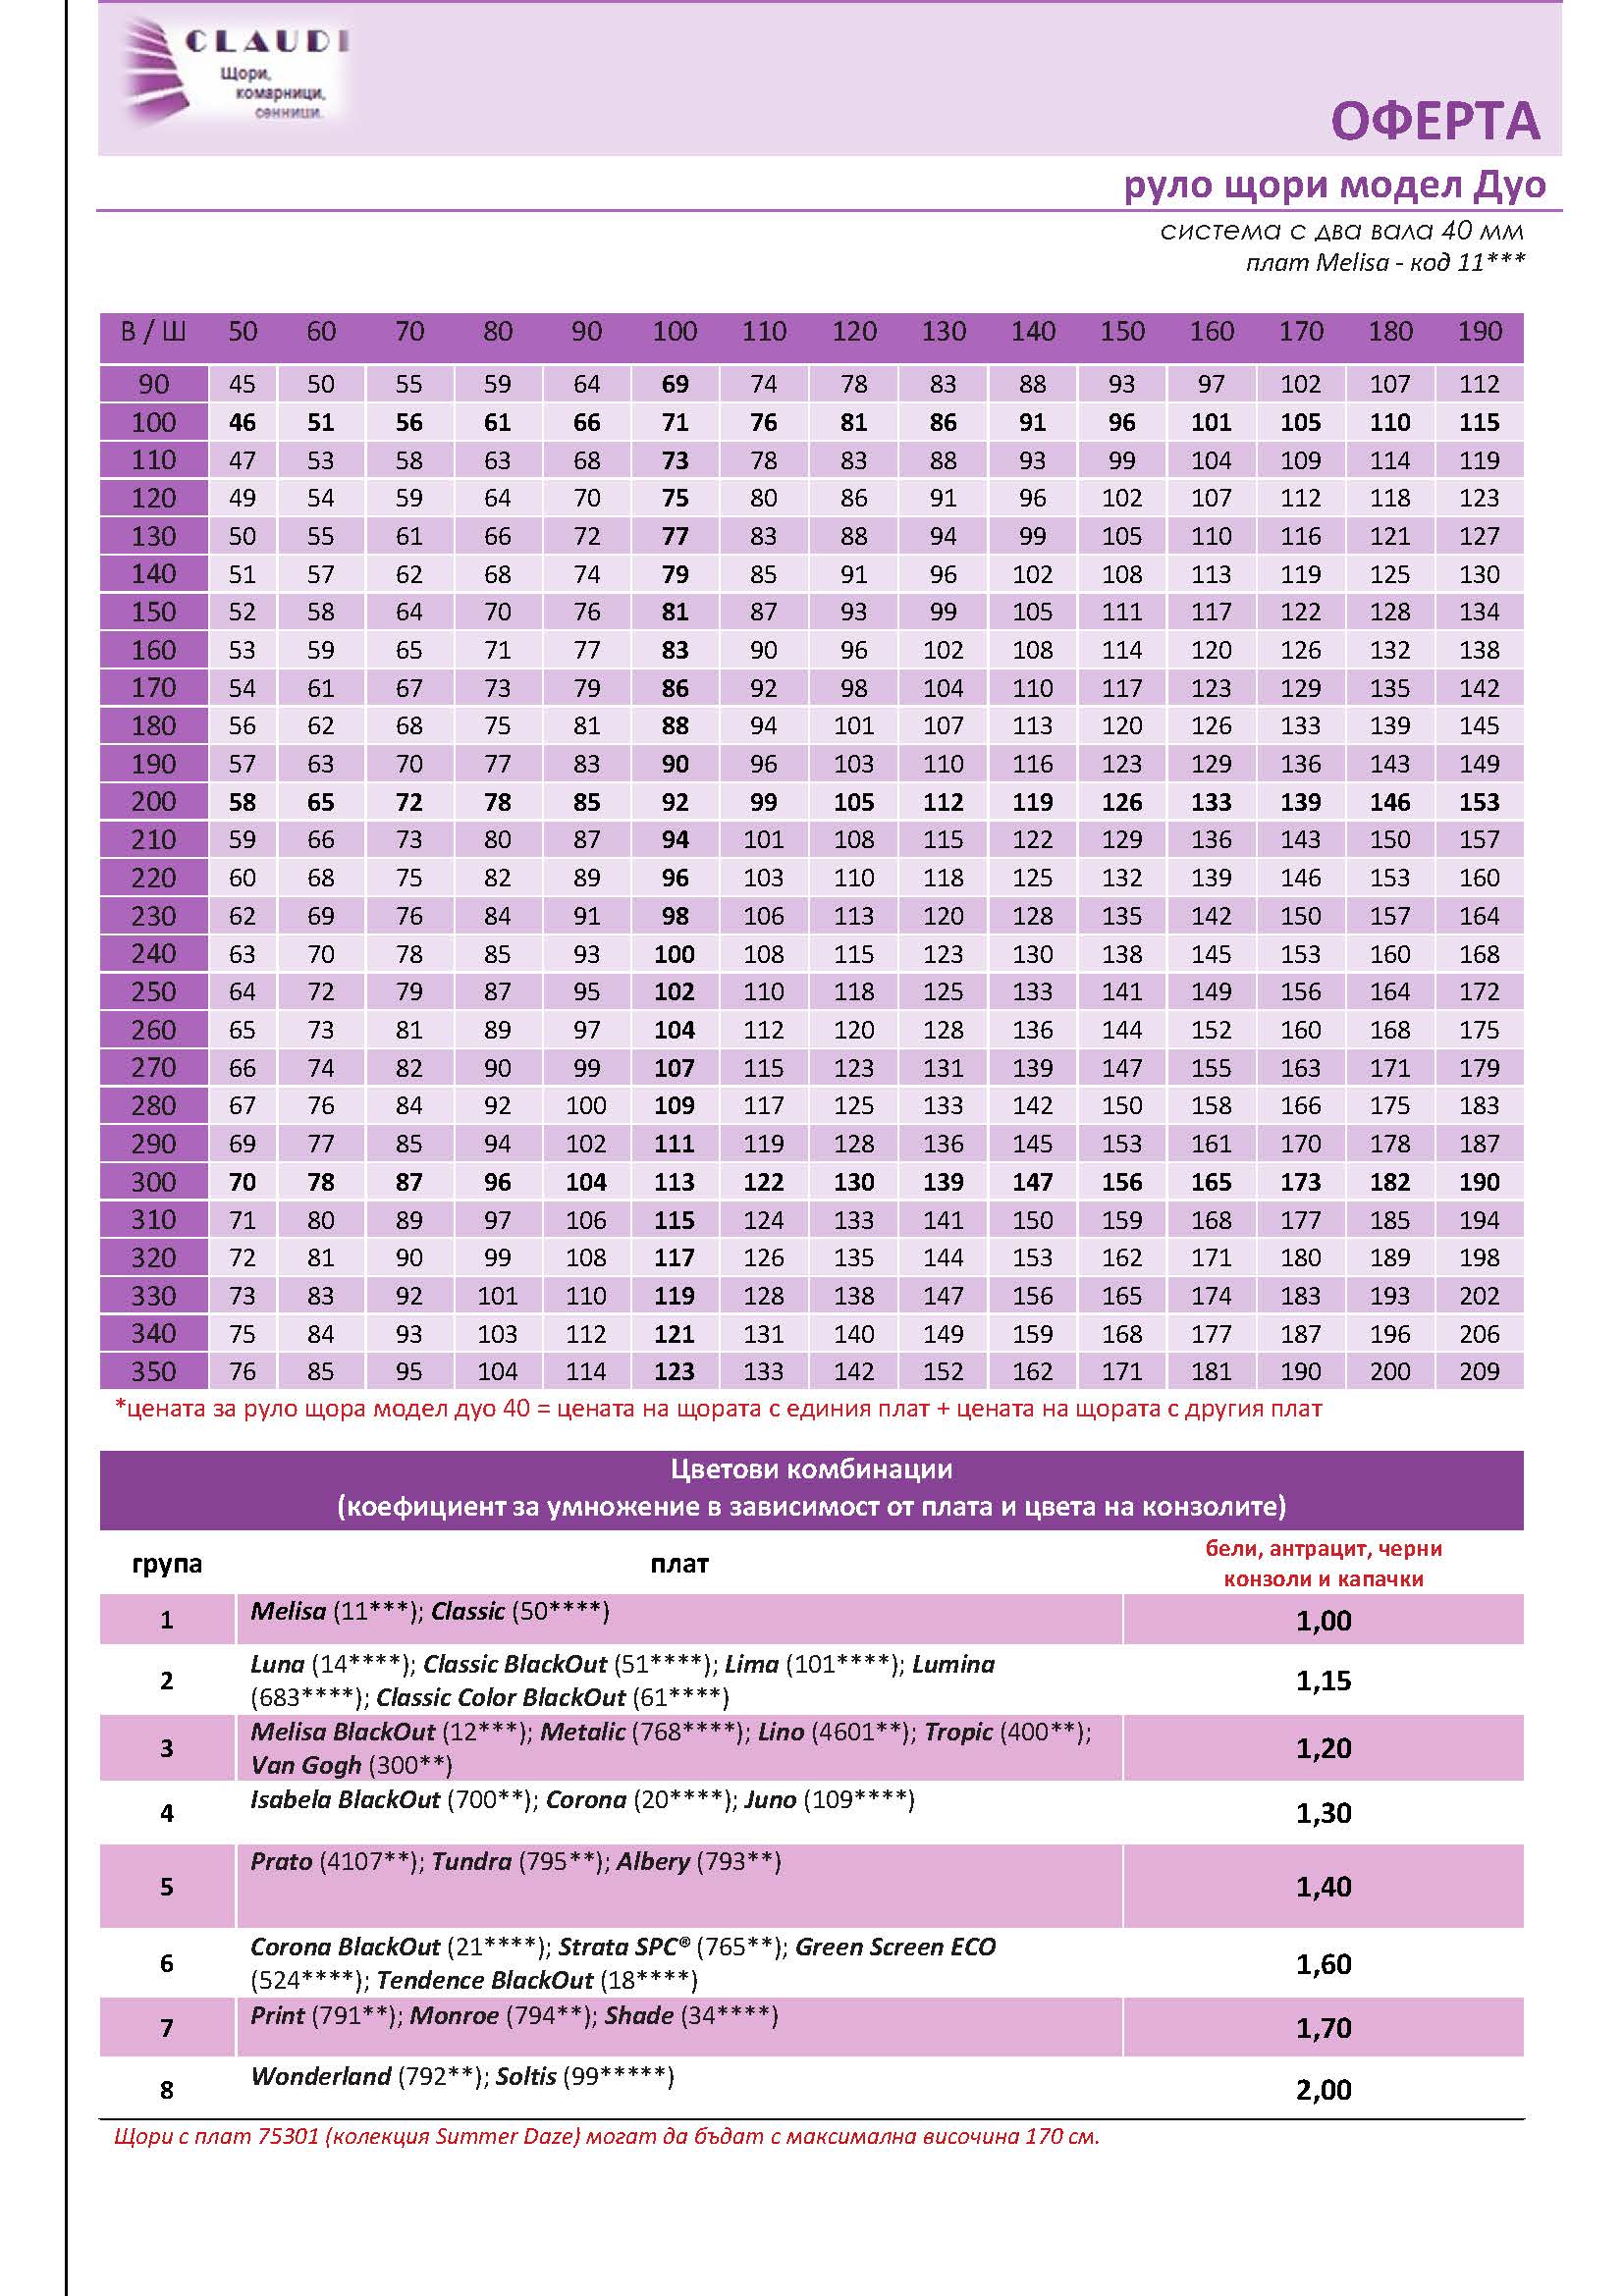 CLAUDI
Щори,
комарници,
сенници.
ОФЕРТА
руло щори модел Дуо
система с два вала 40 мм
плат Melisa - код 11***
В / Ш 50 60 70 80 90 100 110 120 130 140 150 160 170 180 190
90 45 50 55 59 64 69 74 78 83 88 93 97 102 107 112
100 46 51 56 61 66 71 76 81 86 91 96 101 105 110 115
110 47 53 58 63 68 73 78 83 88 93 99 104 109 114 119
120 49 54 59 64 70 75 80 86 91 96 102 107 112 118 123
130 50 55 61 66 72 77 83 88 94 99 105 110 116 121 127
140 51 57 62 68 74 79 85 91 96 102 108 113 119 125 130
150 52 58 64 70 76 81 87 93 99 105 111 117 122 128 134
160 53 59 65 71 77 83 90 96 102 108 114 120 126 132 138
170 54 61 67 73 79 86 92 98 104 110 117 123 129 135 142
180 56 62 68 75 81 88 94 101 107 113 120 126 133 139 145
190 57 63 70 77 83 90 96 103 110 116 123 129 136 143 149
200 58 65 72 78 85 92 99 105 112 119 126 133 139 146 153
210 59 66 73 80 87 94 101 108 115 122 129 136 143 150 157
220 60 68 75 82 89 96 103 110 118 125 132 139 146 153 160
230 62 69 76 84 91 98 106 113 120 128 135 142 150 157 164
240 63 70 78 85 93 100 108 115 123 130 138 145 153 160 168
250 64 72 79 87 95 102 110 118 125 133 141 149 156 164 172
260 65 73 81 89 97 104 112 120 128 136 144 152 160 168 175
270 66 74 82 90 99 107 115 123 131 139 147 155 163 171 179
280 67 76 84 92 100 109 117 125 133 142 150 158 166 175 183
290 69 77 85 94 102 111 119 128 136 145 153 161 170 178 187
300 70 78 87 96 104 113 122 130 139 147 156 165 173 182 190
310 71 80 89 97 106 115 124 133 141 150 159 168 177 185 194
320 72 81 90 99 108 117 126 135 144 153 162 171 180 189 198
330 73 83 92 101 110 119 128 138 147 156 165 174 183 193 202
340 75 84 93 103 112 121 131 140 149 159 168 177 187 196 206
350 76 85 95 104 114 123 133 142 152 162 171 181 190 200 209
*цената за руло щора модел дуо 40 = цената на щората с единия плат + цената на щората с другия плат
Цветови комбинации
(коефициент за умножение в зависимост от плата и цвета на конзолите)
група плат бели, антрацит, черни
конзоли и капачки
1 Melisa (11***); Classic (50****) 1,00
2 Luna (14****); Classic BlackOut (51****); Lima (101****); Lumina
(683****); Classic Color BlackOut (61****) 1,15
3 Melisa BlackOut (12***); Metalic (768****); Lino (4601**); Tropic (400**);
Van Gogh (300**) 1,20
4 Isabela BlackOut (700**); Corona (20****); Juno (109****) 1,30
5 Prato (4107**); Tundra (795**); Albery (793**) 1,40
6 Corona BlackOut (21****); Strata SPC® (765**); Green Screen ECO
(524****); Tendence BlackOut (18****) 1,60
7 Print (791**); Monroe (794**); Shade (34****) 1,70
8 Wonderland (792**); Soltis (99*****) 2,00
Щори с плат 75301 (колекция Summer Daze) могат да бъдат с максимална височина 170 см.